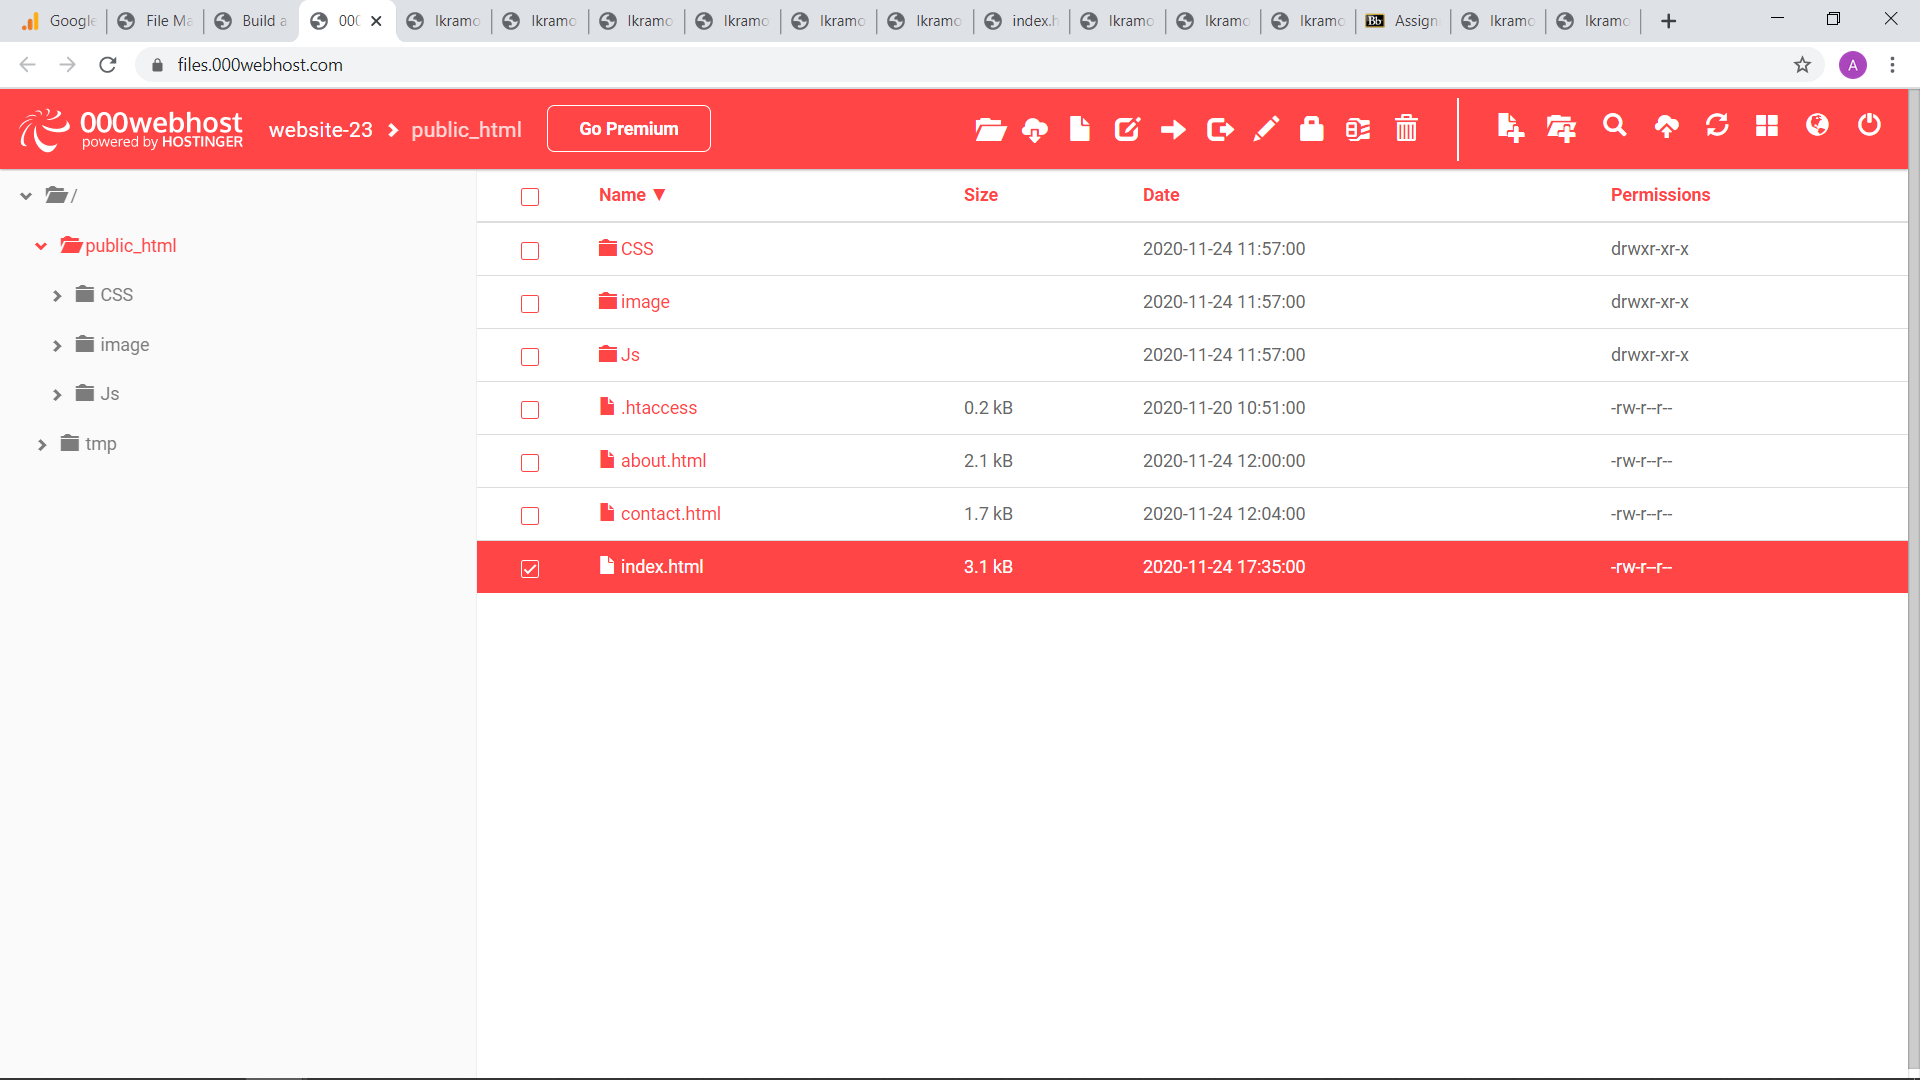 Google File Ma Build a 000 Ikramo Ikramo Ikramo Ikramo Ikramo Ikramo index.h Ikramo Ikramo Ikramo Bb Assign Ikramo Ikramo
files.000webhost.com A
000webhost
powered by HOSTINGER
website-23 public_html Go Premium
/
public_html
CSS
image
Js
tmp
Name ▼ Size Date Permissions
CSS 2020-11-24 11:57:00 drwxr-xr-x
image 2020-11-24 11:57:00 drwxr-xr-x
Js 2020-11-24 11:57:00 drwxr-xr-x
.htaccess 0.2 kB 2020-11-20 10:51:00 -rw-r--r--
about.html 2.1 kB 2020-11-24 12:00:00 -rw-r--r--
contact.html 1.7 kB 2020-11-24 12:04:00 -rw-r--r--
index.html 3.1 kB 2020-11-24 17:35:00 -rw-r--r--